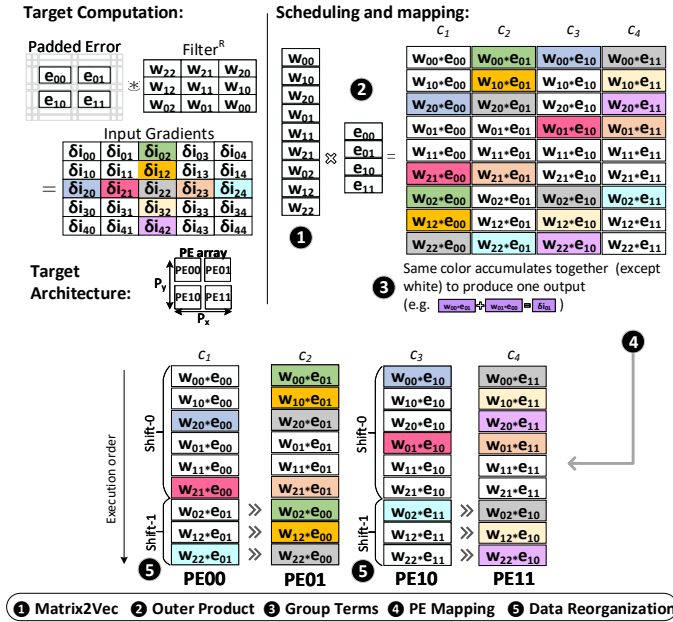 Target Computation:
Padded Error
e00 e01
e10 e11
*
FilterR
w22 w21 w20
w12 w11 w10
w02 w01 w00
=
Input Gradients
δi00 δi01 δi02 δi03 δi04
δi10 δi11 δi12 δi13 δi14
δi20 δi21 δi22 δi23 δi24
δi30 δi31 δi32 δi33 δi34
δi40 δi41 δi42 δi43 δi44
Target
Architecture:
PE array
PE00 PE01
PE10 PE11
Py
Px
Scheduling and mapping:
w00
w10
w20
w01
w11
w21
w02
w12
w22
1
⊗
2
e00
e01
e10
e11
=
c1 c2 c3 c4
w00*e00 w00*e01 w00*e10 w00*e11
w10*e00 w10*e01 w10*e10 w10*e11
w20*e00 w20*e01 w20*e10 w20*e11
w01*e00 w01*e01 w01*e10 w01*e11
w11*e00 w11*e01 w11*e10 w11*e11
w21*e00 w21*e01 w21*e10 w21*e11
w02*e00 w02*e01 w02*e10 w02*e11
w12*e00 w12*e01 w12*e10 w12*e11
w22*e00 w22*e01 w22*e10 w22*e11
3
Same color accumulates together (except
white) to produce one output
(e.g. w00*e01 + w01*e00 = δi01 )
4
Execution order
Shift-0
Shift-1
c1 c2
w00*e00 w00*e01
w10*e00 w10*e01
w20*e00 w20*e01
w01*e00 w01*e01
w11*e00 w11*e01
w21*e00 w21*e01
w02*e01 » w02*e00
w12*e01 » w12*e00
w22*e01 » w22*e00
5 PE00 PE01
Shift-0
Shift-1
c3 c4
w00*e10 w00*e11
w10*e10 w10*e11
w20*e10 w20*e11
w01*e10 w01*e11
w11*e10 w11*e11
w21*e10 w21*e11
w02*e11 » w02*e10
w12*e11 » w12*e10
w22*e11 » w22*e10
5 PE10 PE11
1 Matrix2Vec 2 Outer Product 3 Group Terms 4 PE Mapping 5 Data Reorganization